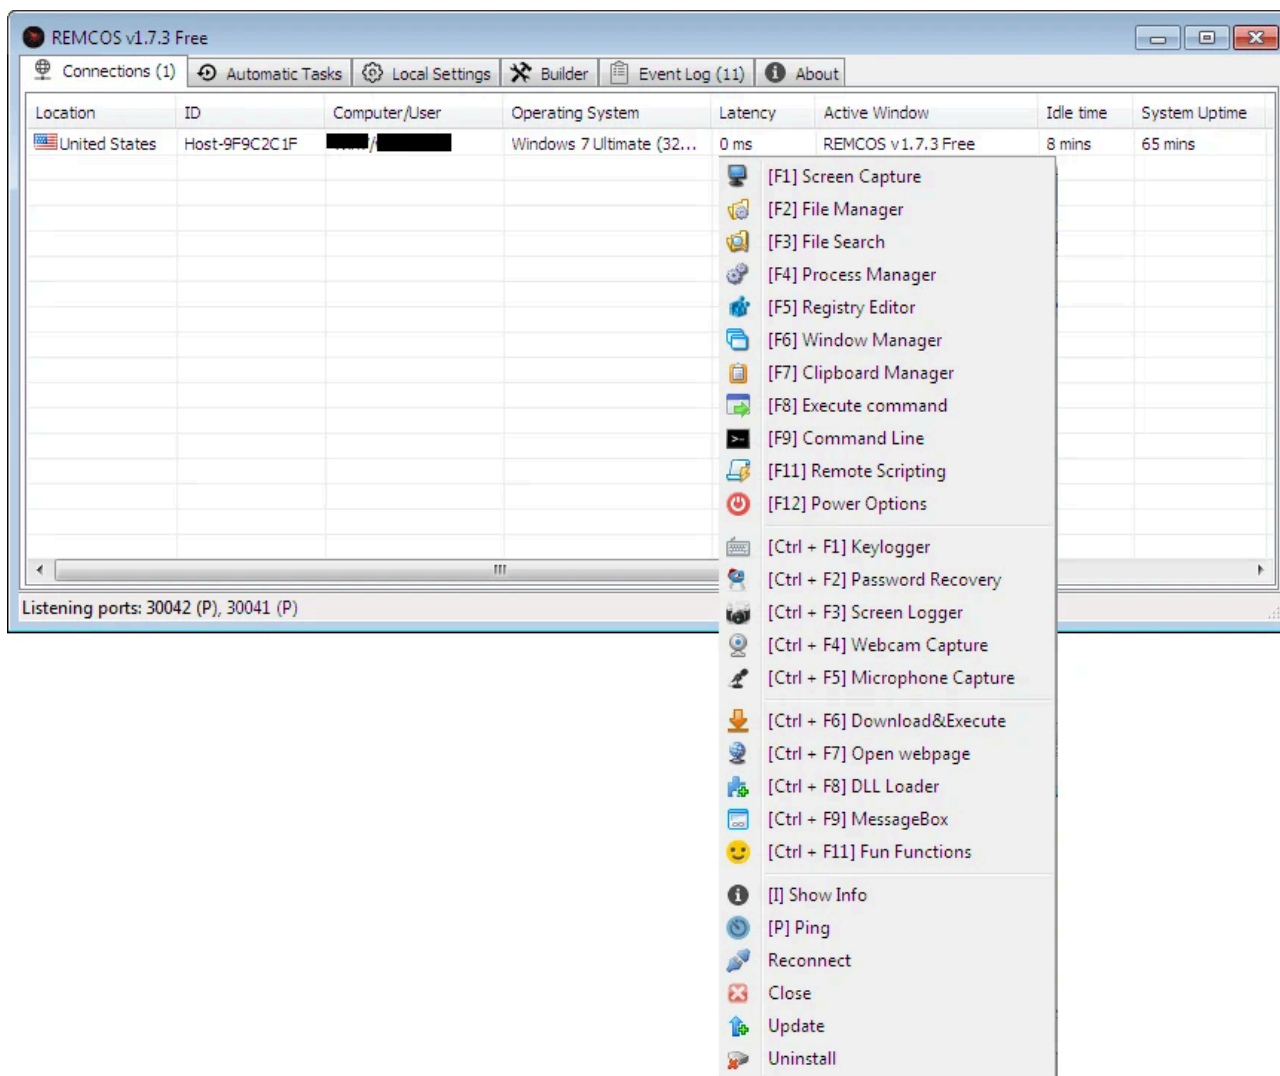 REMCOS v1.7.3 Free
Connections (1) Automatic Tasks Local Settings Builder Event Log (11) About
Location ID Computer/User Operating System Latency Active Window Idle time System Uptime
United States Host-9F9C2C1F / Windows 7 Ultimate (32... 0 ms REMCOS v1.7.3 Free 8 mins 65 mins
[F1] Screen Capture
[F2] File Manager
[F3] File Search
[F4] Process Manager
[F5] Registry Editor
[F6] Window Manager
[F7] Clipboard Manager
[F8] Execute command
[F9] Command Line
[F11] Remote Scripting
[F12] Power Options
[Ctrl + F1] Keylogger
[Ctrl + F2] Password Recovery
[Ctrl + F3] Screen Logger
[Ctrl + F4] Webcam Capture
[Ctrl + F5] Microphone Capture
[Ctrl + F6] Download&Execute
[Ctrl + F7] Open webpage
[Ctrl + F8] DLL Loader
[Ctrl + F9] MessageBox
[Ctrl + F11] Fun Functions
[I] Show Info
[P] Ping
Reconnect
Close
Update
Uninstall
Listening ports: 30042 (P), 30041 (P)